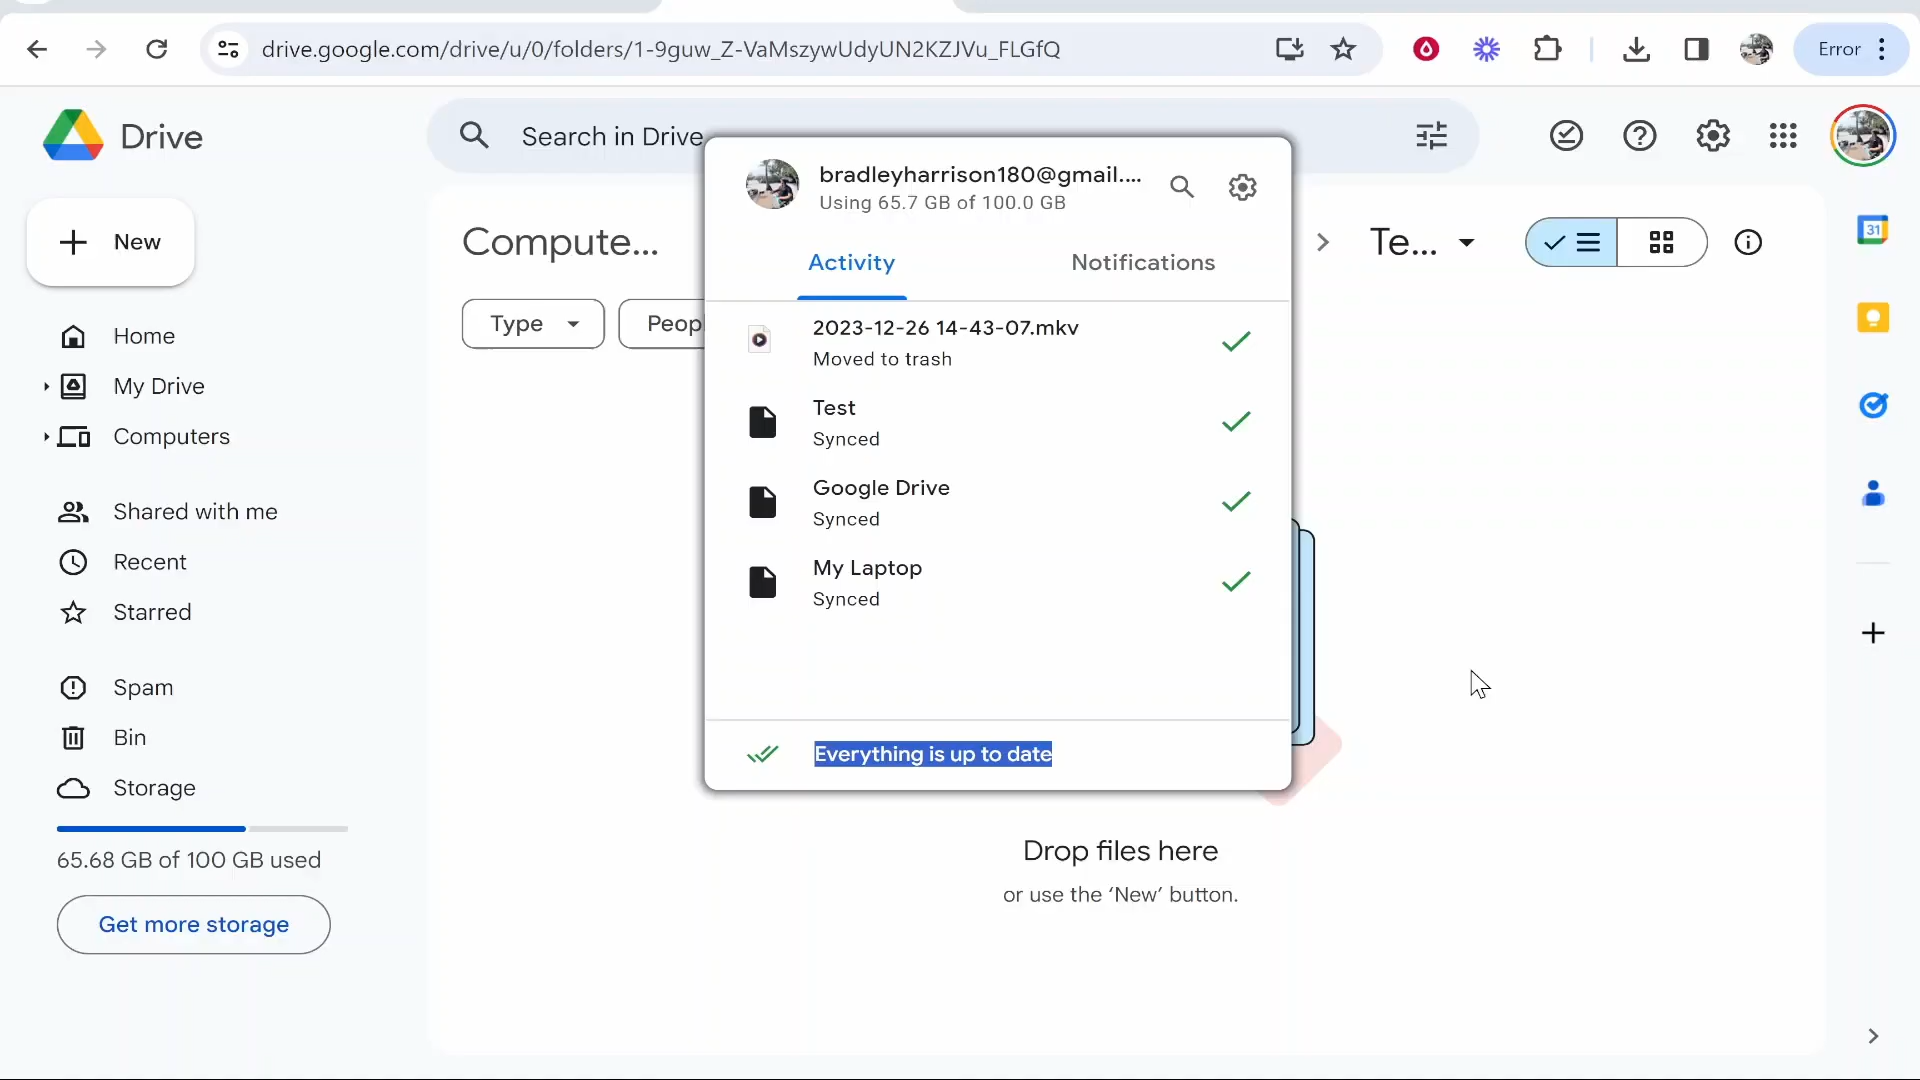 drive.google.com/drive/u/0/folders/1-9guw_Z-VaMszywUdyUN2KZJVu_FLGfQ
Error
Drive
Search in Drive
New
Home
My Drive
Computers
Shared with me
Recent
Starred
Spam
Bin
Storage
65.68 GB of 100 GB used
Get more storage
Compute...
Te...
Type
Peop
bradleyharrison180@gmail....
Using 65.7 GB of 100.0 GB
Activity
Notifications
2023-12-26 14-43-07.mkv
Moved to trash
Test
Synced
Google Drive
Synced
My Laptop
Synced
Everything is up to date
Drop files here
or use the ‘New’ button.
31